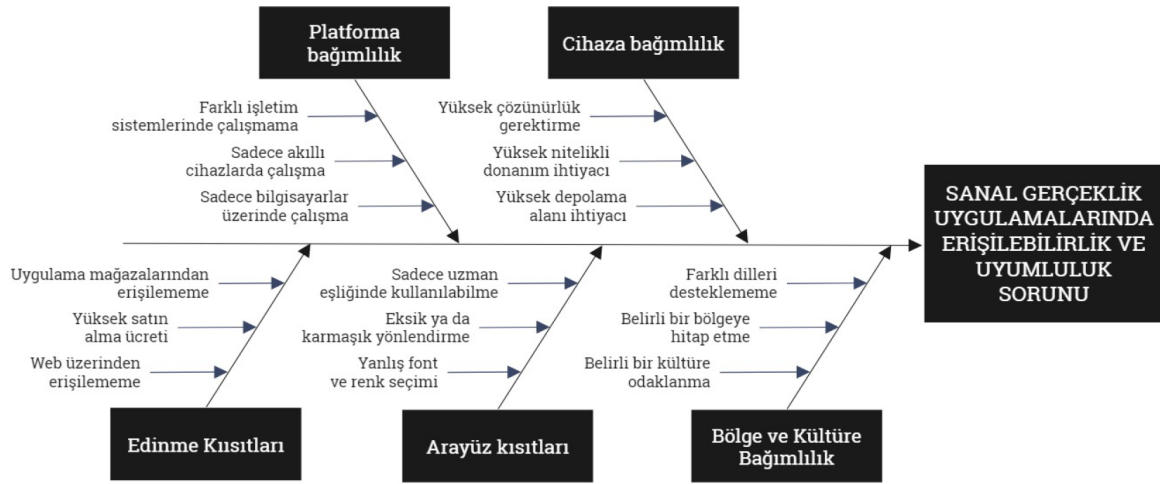 Platforma
bağımlılık
Cihaza bağımlılık
Farklı işletim
sistemlerinde çalışmama
Sadece akıllı
cihazlarda çalışma
Sadece bilgisayarlar
üzerinde çalışma
Yüksek çözünürlük
gerektirme
Yüksek nitelikli
donanım ihtiyacı
Yüksek depolama
alanı ihtiyacı
SANAL GERÇEKLİK
UYGULAMALARINDA
ERİŞİLEBİLİRLİK VE
UYUMLULUK
SORUNU
Uygulama mağazalarından
erişilememe
Yüksek satın
alma ücreti
Web üzerinden
erişilememe
Sadece uzman
eşliğinde kullanılabilme
Eksik ya da
karmaşık yönlendirme
Yanlış font
ve renk seçimi
Farklı dilleri
desteklememe
Belirli bir bölgeye
hitap etme
Belirli bir kültüre
odaklanma
Edinme Kıısıtları
Arayüz kısıtları
Bölge ve Kültüre
Bağımlılık